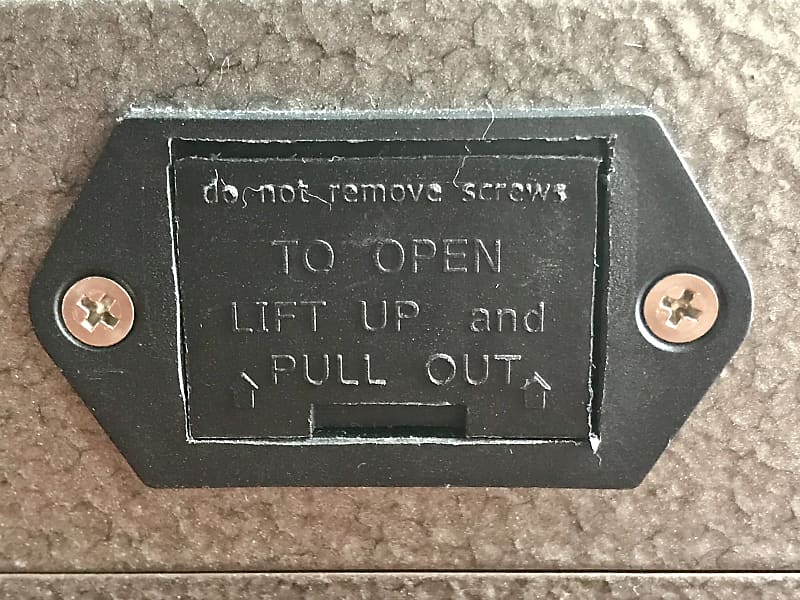 do not remove screws
TO OPEN
LIFT UP and
PULL OUT